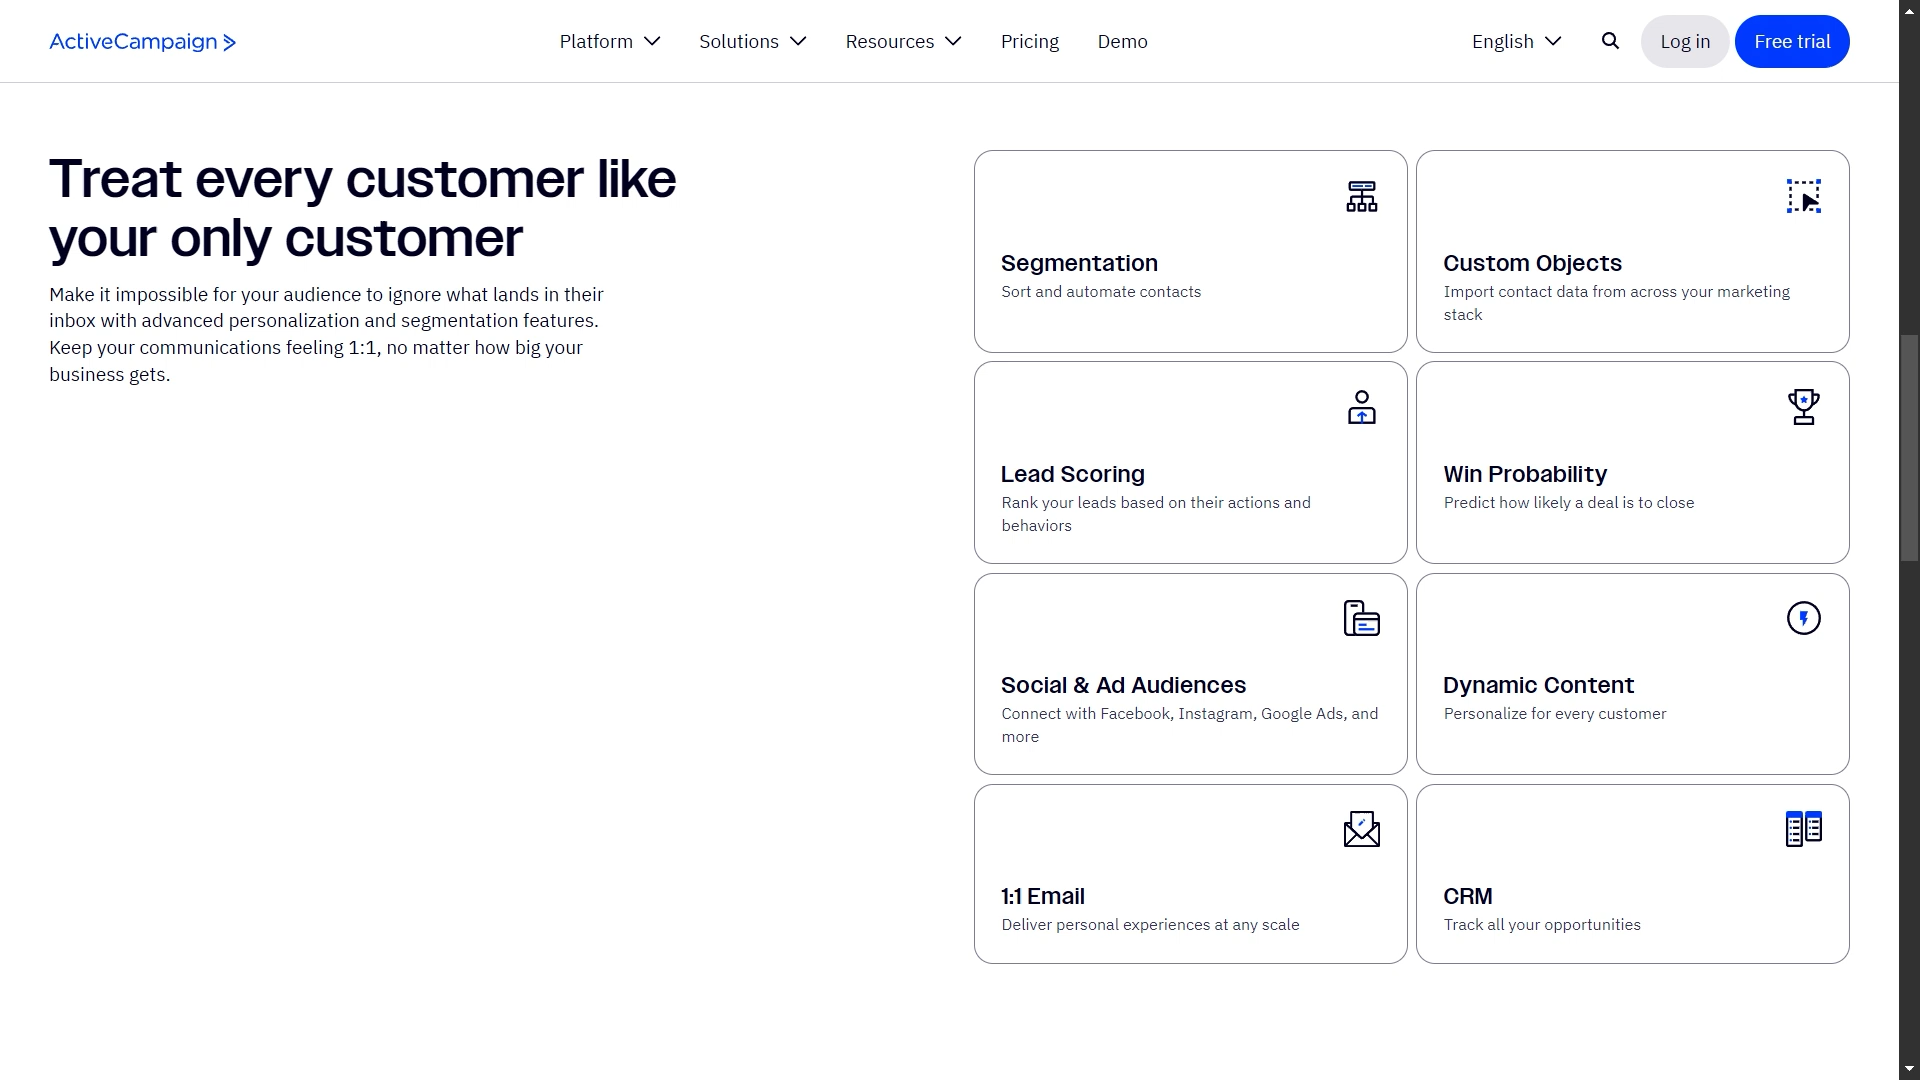 ActiveCampaign
Platform
Solutions
Resources
Pricing
Demo
English
Log in
Free trial
Treat every customer like
your only customer
Make it impossible for your audience to ignore what lands in their
inbox with advanced personalization and segmentation features.
Keep your communications feeling 1:1, no matter how big your
business gets.
Segmentation
Sort and automate contacts
Custom Objects
Import contact data from across your marketing
stack
Lead Scoring
Rank your leads based on their actions and
behaviors
Win Probability
Predict how likely a deal is to close
Social & Ad Audiences
Connect with Facebook, Instagram, Google Ads, and
more
Dynamic Content
Personalize for every customer
1:1 Email
Deliver personal experiences at any scale
CRM
Track all your opportunities